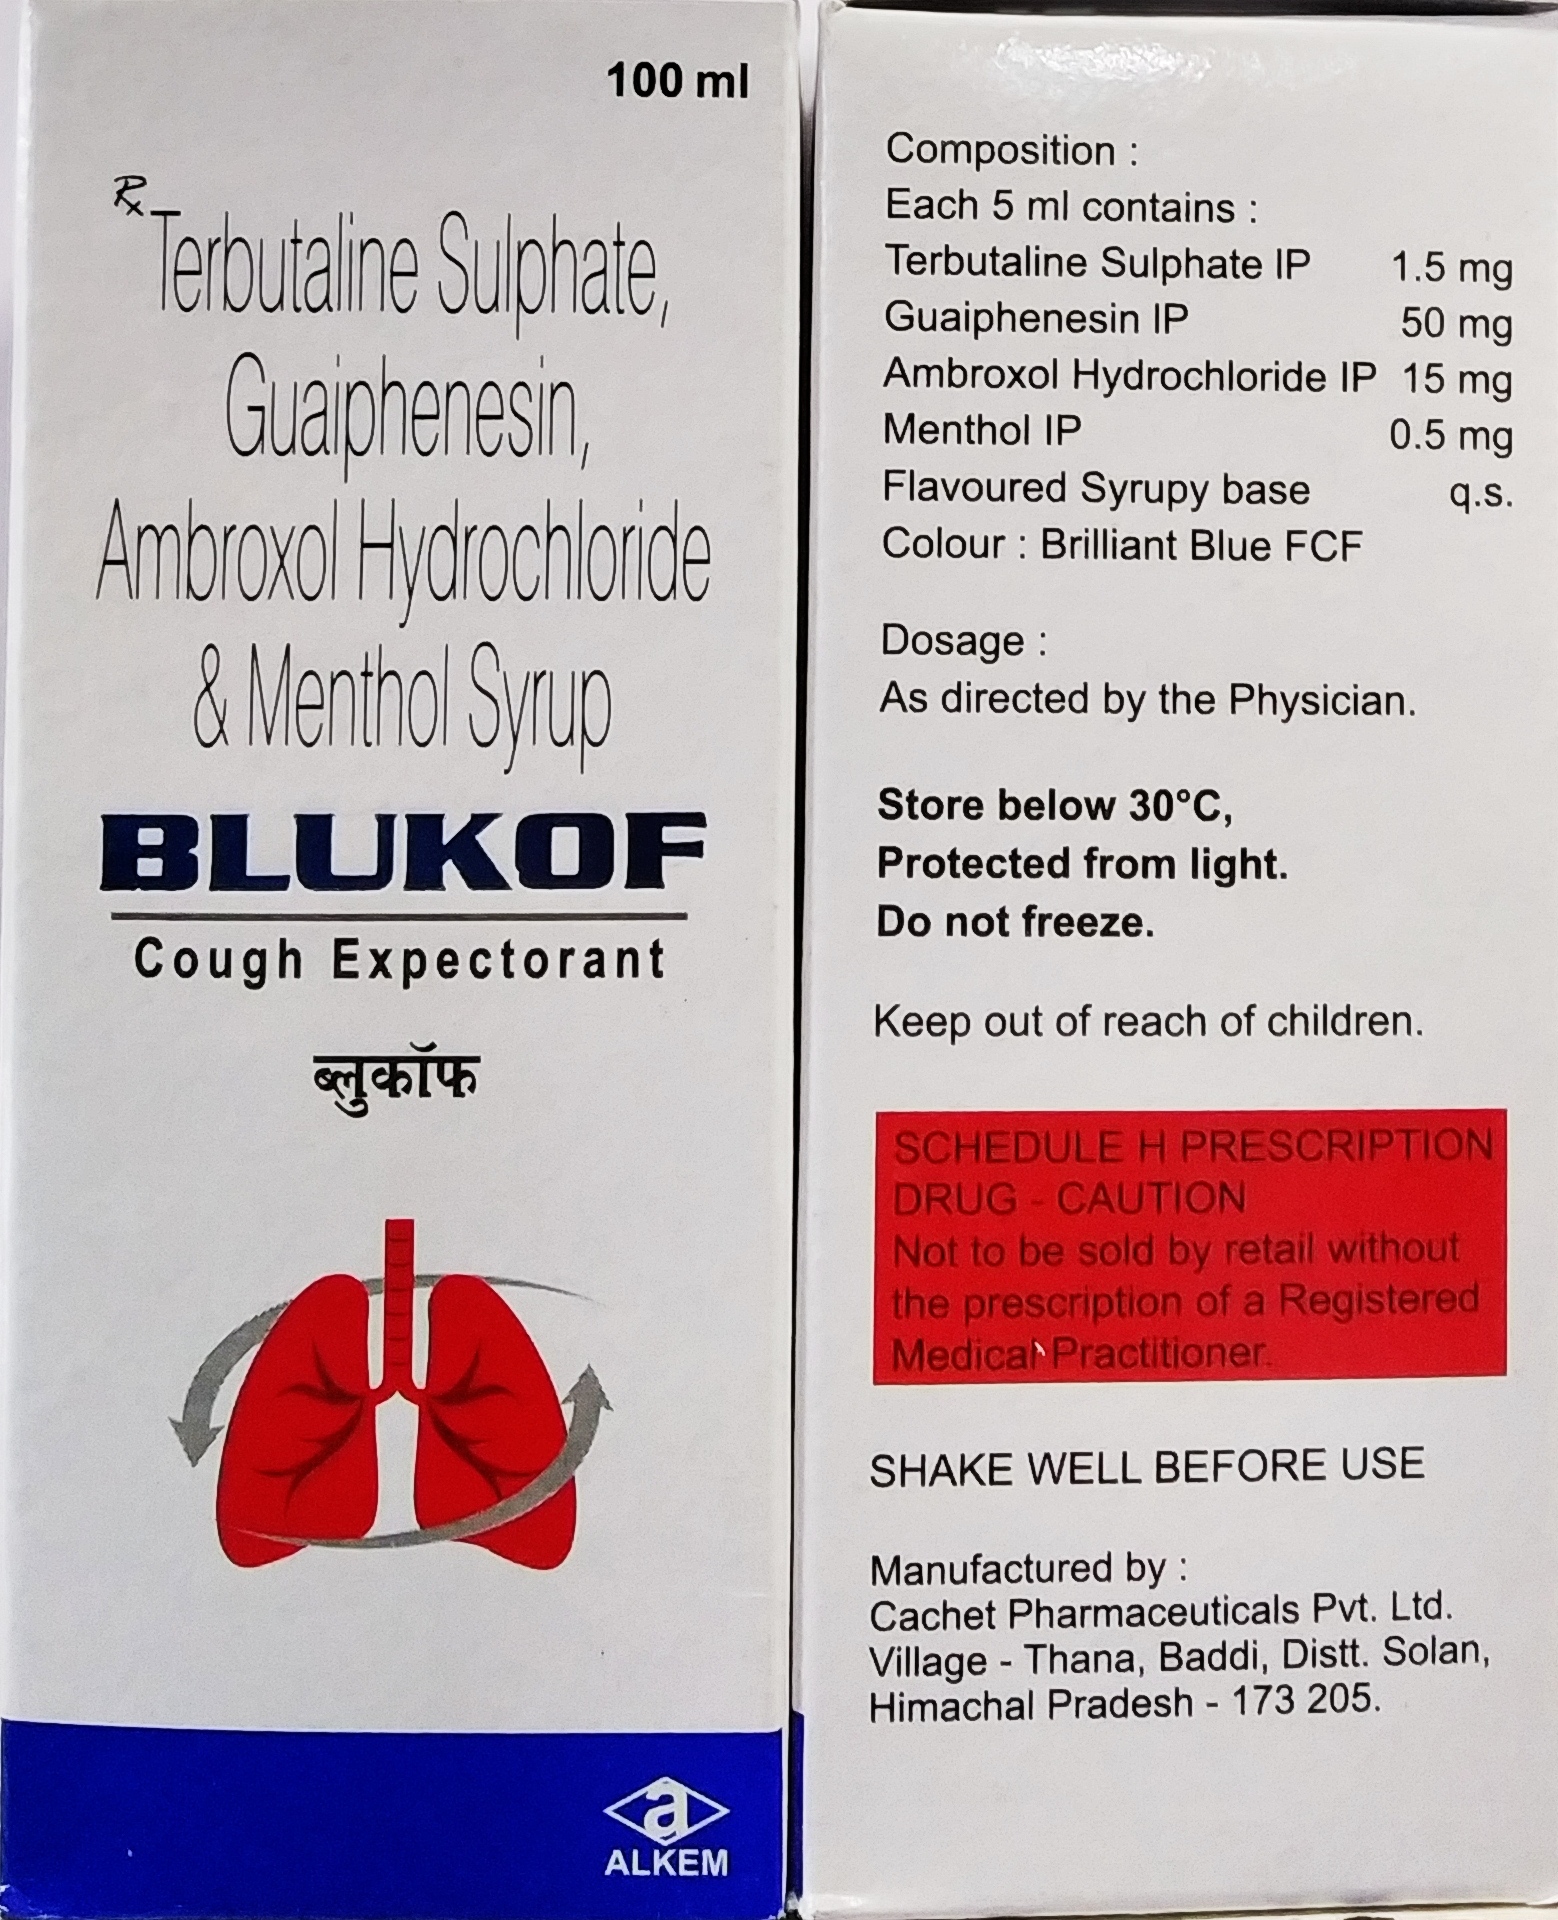 100 ml
Rx Terbutaline Sulphate,
Guaiphenesin,
Ambroxol Hydrochloride
& Menthol Syrup
BLUKOF
Cough Expectorant
ब्लुकॉफ
a
ALKEM
Composition :
Each 5 ml contains :
Terbutaline Sulphate IP 1.5 mg
Guaiphenesin IP 50 mg
Ambroxol Hydrochloride IP 15 mg
Menthol IP 0.5 mg
Flavoured Syrupy base q.s.
Colour : Brilliant Blue FCF
Dosage :
As directed by the Physician.
Store below 30°C,
Protected from light.
Do not freeze.
Keep out of reach of children.
SCHEDULE H PRESCRIPTION
DRUG - CAUTION
Not to be sold by retail without
the prescription of a Registered
Medical Practitioner.
SHAKE WELL BEFORE USE
Manufactured by :
Cachet Pharmaceuticals Pvt. Ltd.
Village - Thana, Baddi, Distt. Solan,
Himachal Pradesh - 173 205.